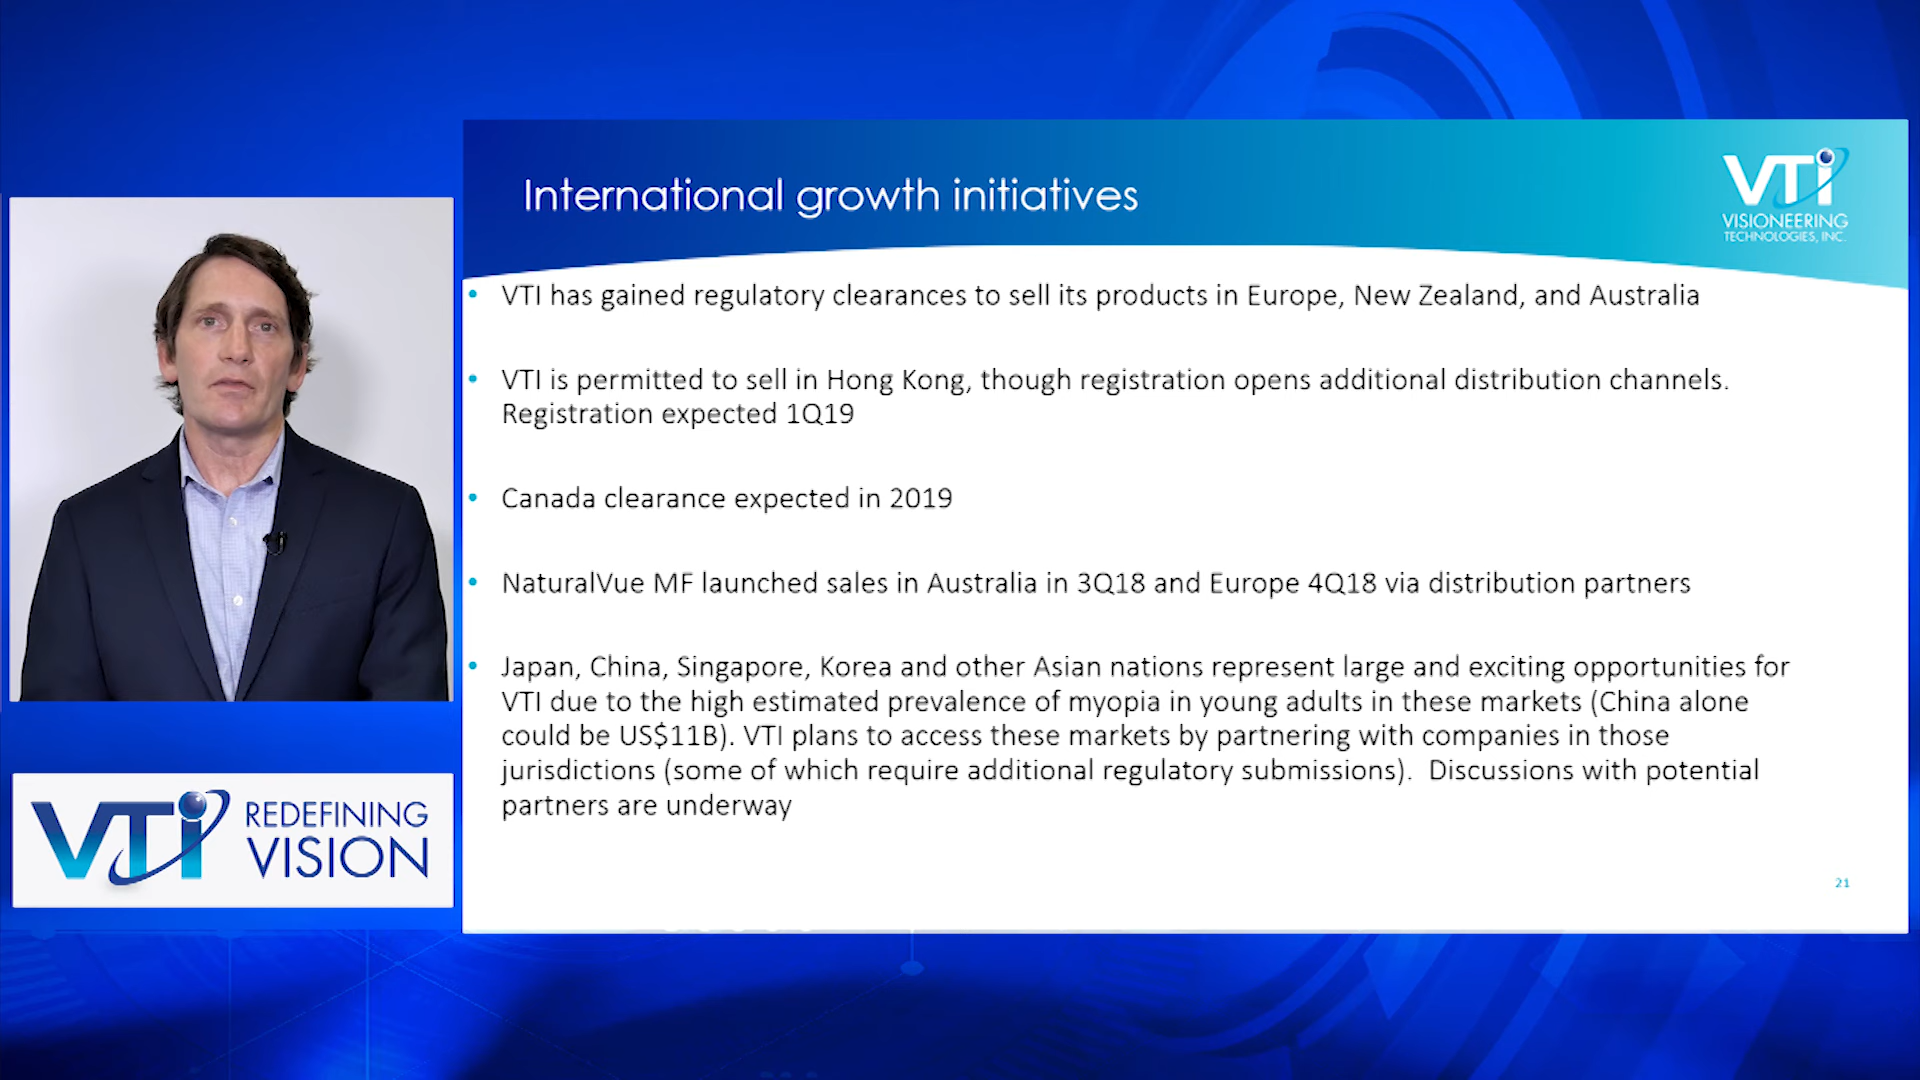 International growth initiatives
VTI
VISIONEERING
TECHNOLOGIES, INC.
• VTI has gained regulatory clearances to sell its products in Europe, New Zealand, and Australia
• VTI is permitted to sell in Hong Kong, though registration opens additional distribution channels.
Registration expected 1Q19
• Canada clearance expected in 2019
• NaturalVue MF launched sales in Australia in 3Q18 and Europe 4Q18 via distribution partners
• Japan, China, Singapore, Korea and other Asian nations represent large and exciting opportunities for
VTI due to the high estimated prevalence of myopia in young adults in these markets (China alone
could be US$11B). VTI plans to access these markets by partnering with companies in those
jurisdictions (some of which require additional regulatory submissions).  Discussions with potential
partners are underway
21
VTI REDEFINING
VISION